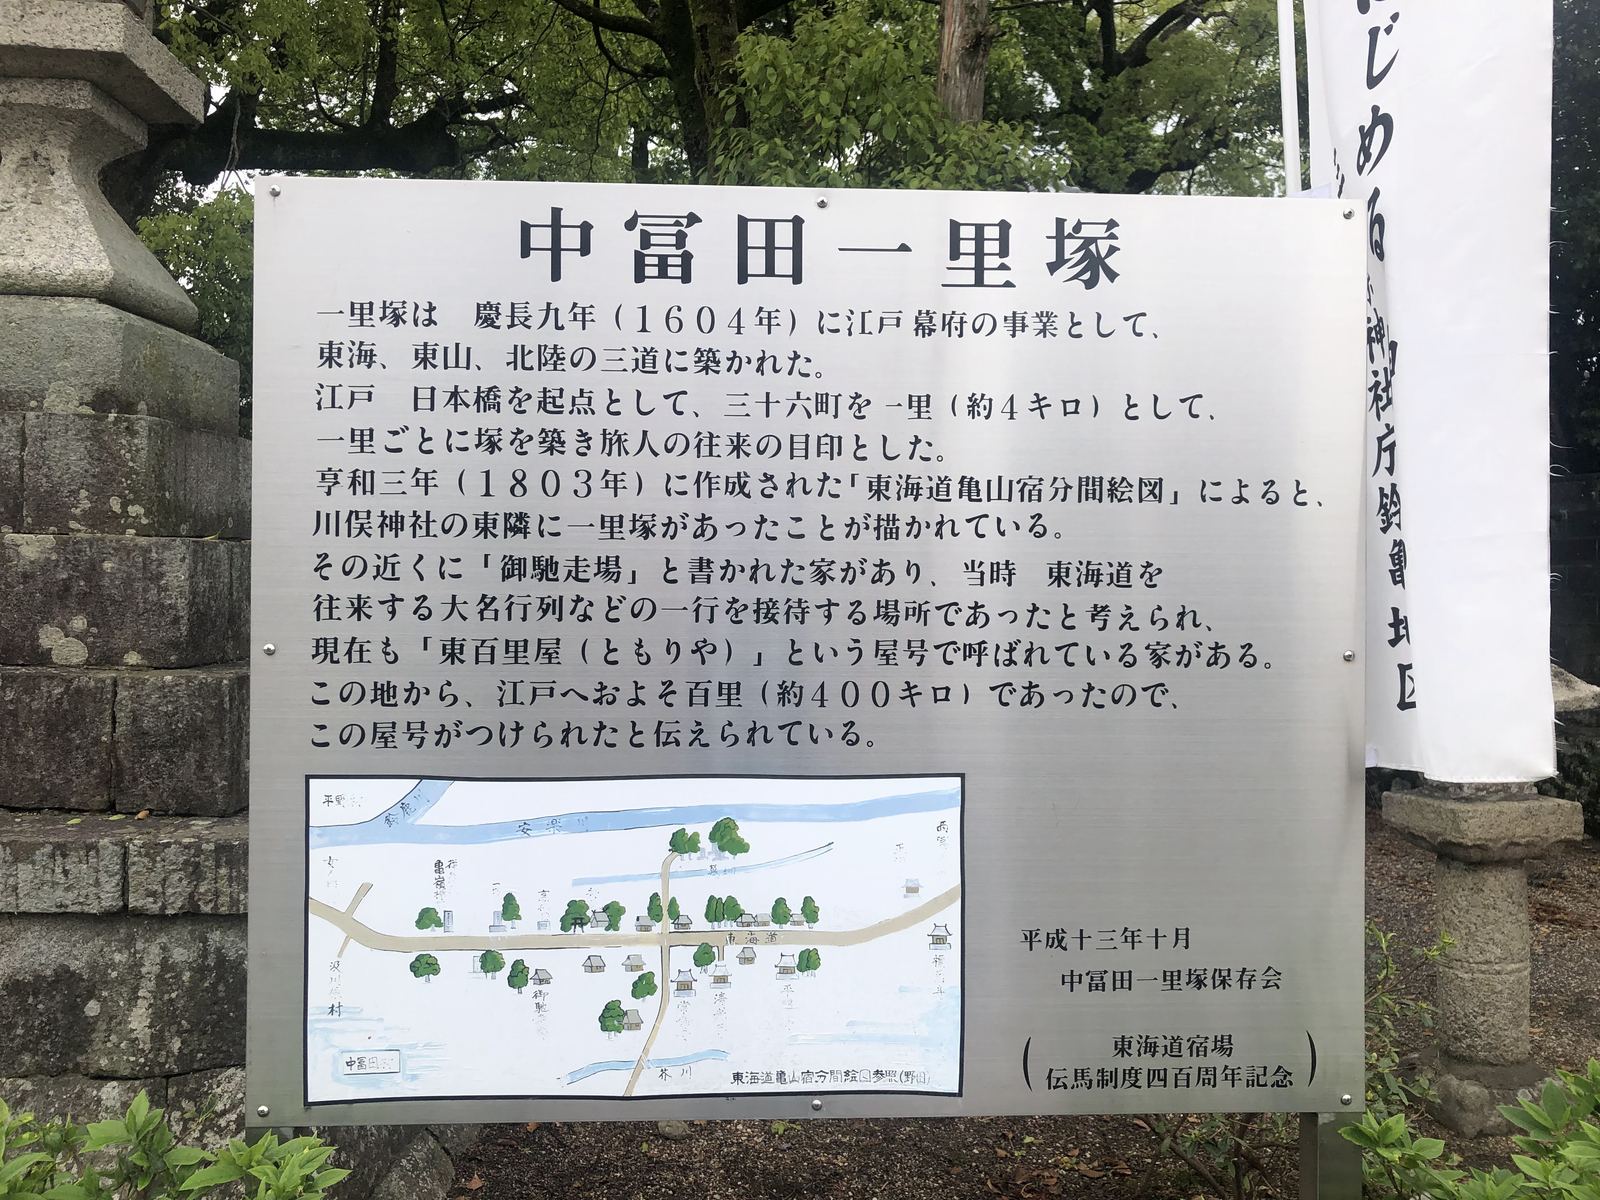 中冨田一里塚
一里塚は　慶長九年（１６０４年）に江戸幕府の事業として、
東海、東山、北陸の三道に築かれた。
江戸　日本橋を起点として、三十六町を一里（約４キロ）として、
一里ごとに塚を築き旅人の往来の目印とした。
亨和三年（１８０３年）に作成された「東海道亀山宿分間絵図」によると、
川俣神社の東隣に一里塚があったことが描かれている。
その近くに「御馳走場」と書かれた家があり、当時　東海道を
往来する大名行列などの一行を接待する場所であったと考えられ、
現在も「東百里屋（ともりや）」という屋号で呼ばれている家がある。
この地から、江戸へおよそ百里（約４００キロ）であったので、
この屋号がつけられたと伝えられている。
鈴鹿川
安楽川
東海道
御馳
村
中冨田
芥川
東海道亀山宿分間絵図参照(野田)
平成十三年十月
中冨田一里塚保存会
（東海道宿場
伝馬制度四百周年記念）
はじめる
神社庁鈴亀地区